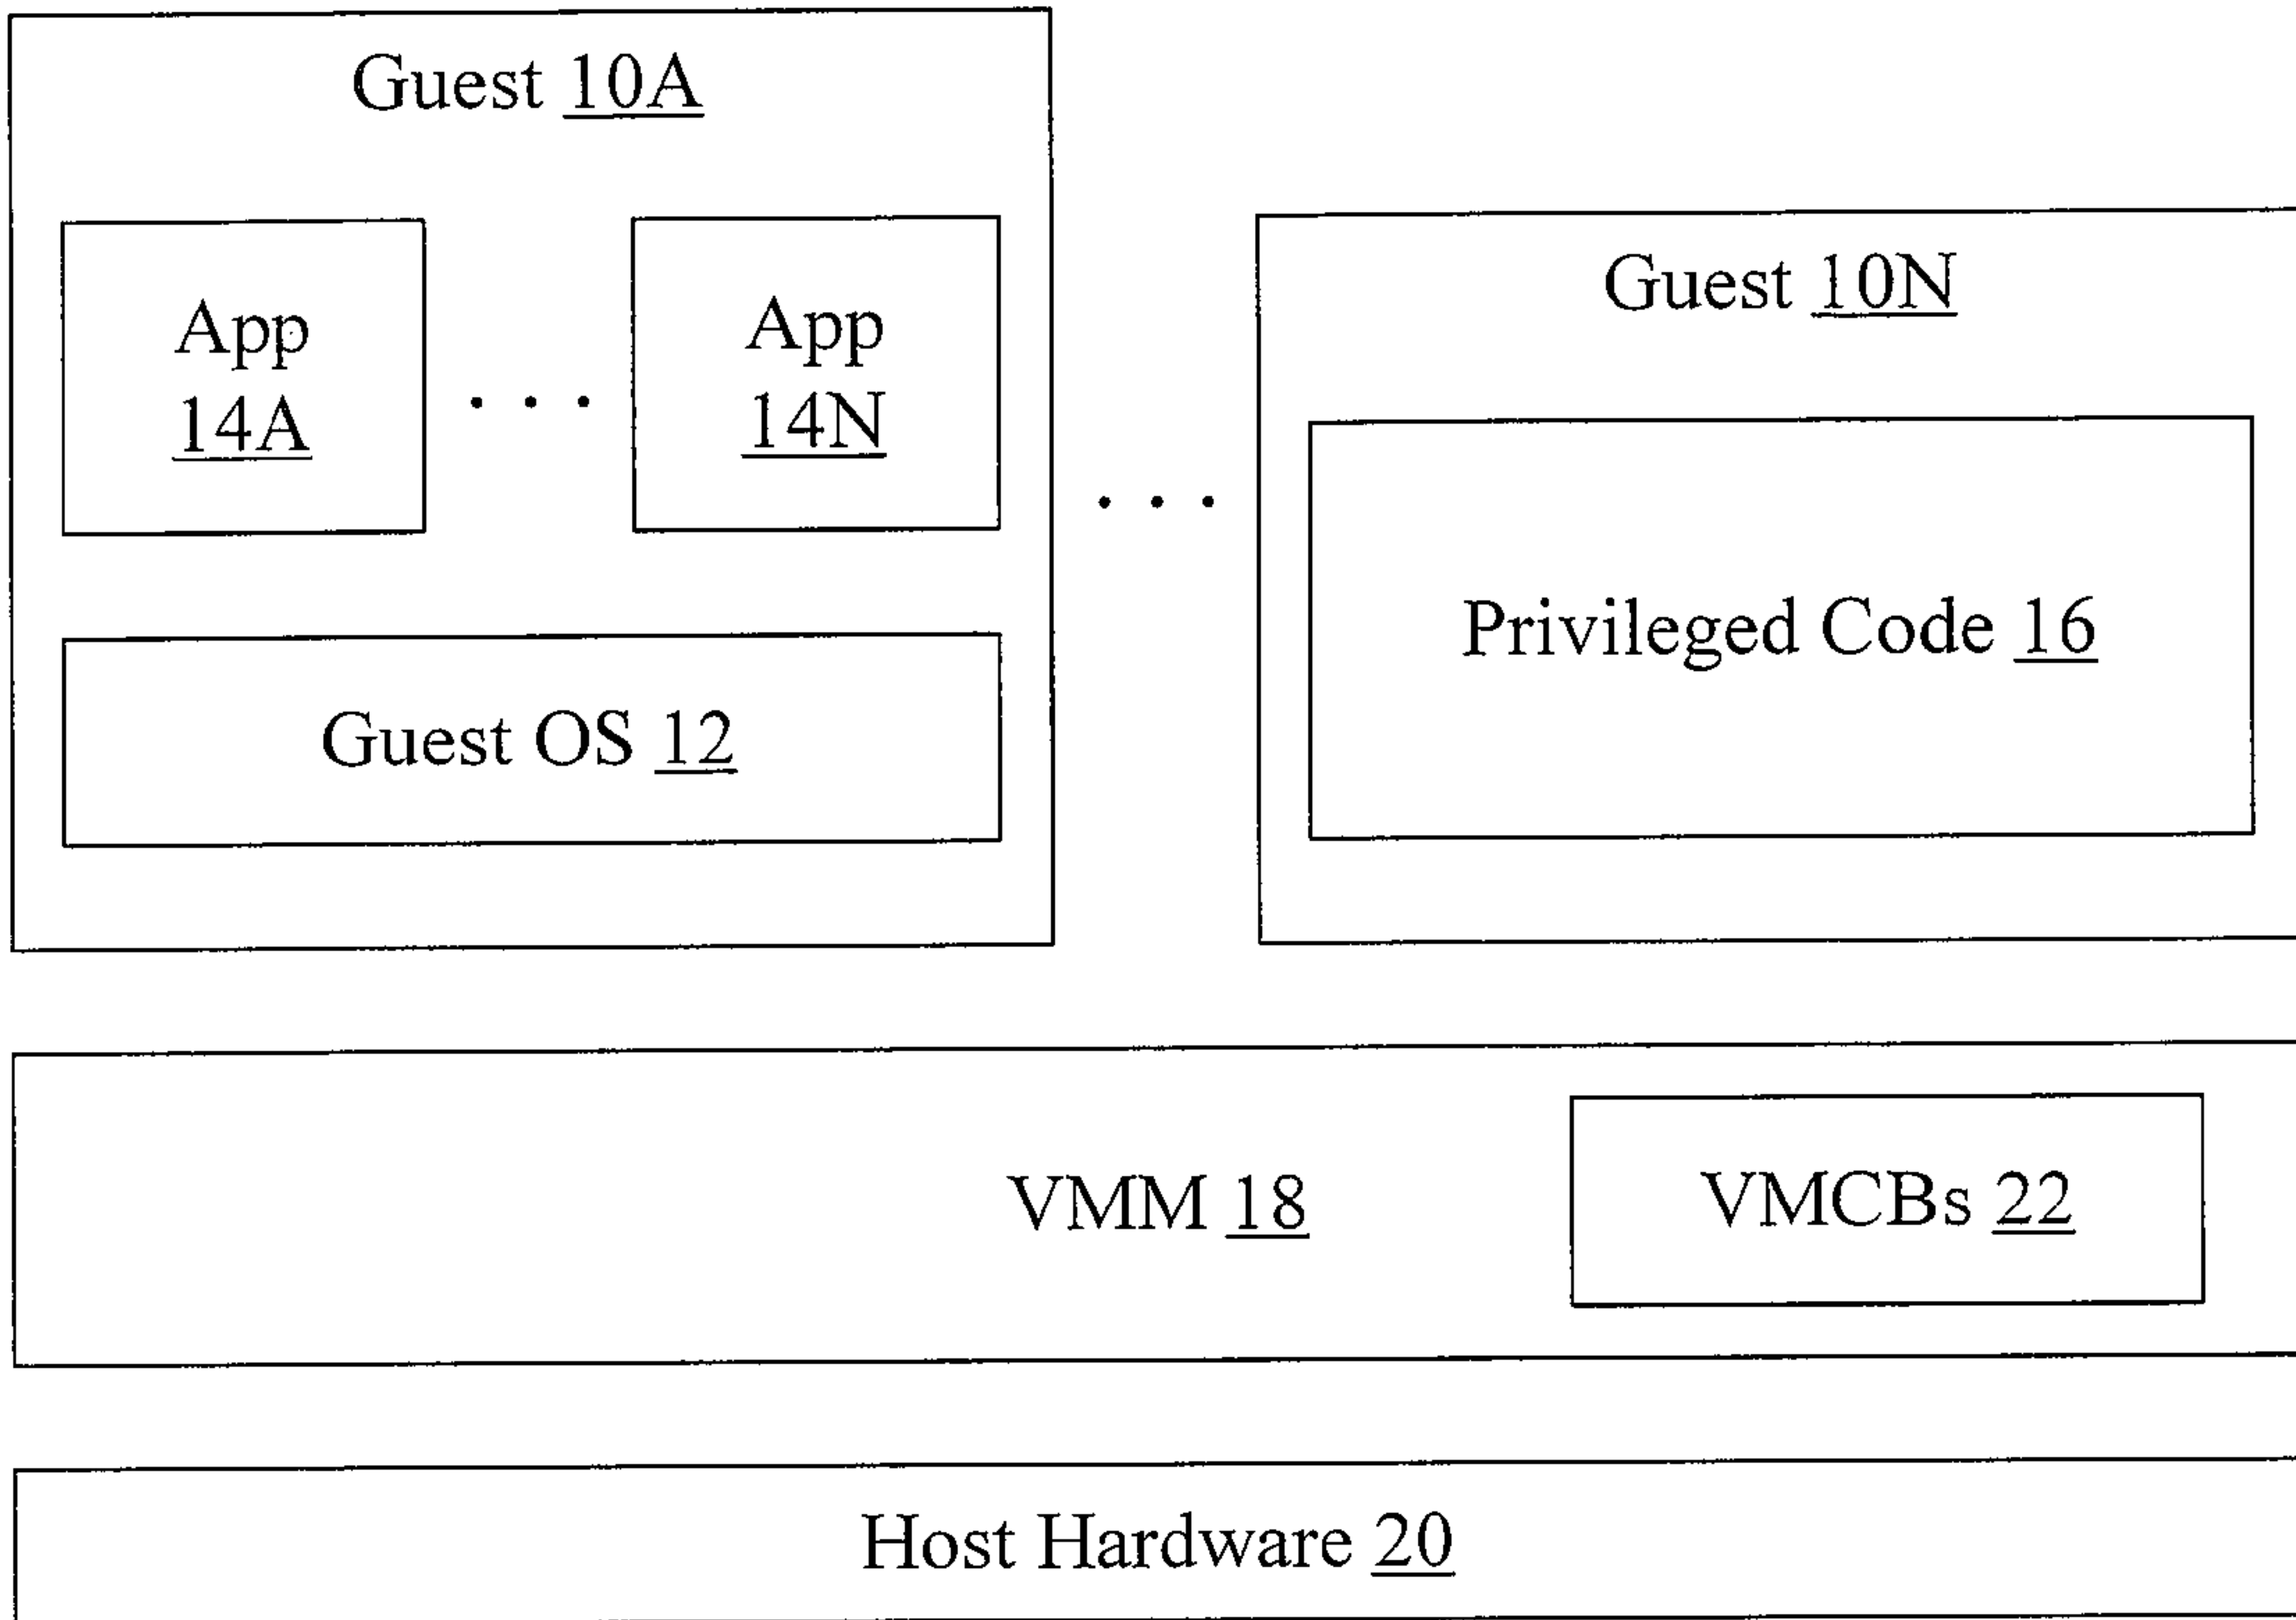 Guest 10A
App
14A
. . .
App
14N
Guest OS 12
. . .
Guest 10N
Privileged Code 16
VMM 18
VMCBs 22
Host Hardware 20